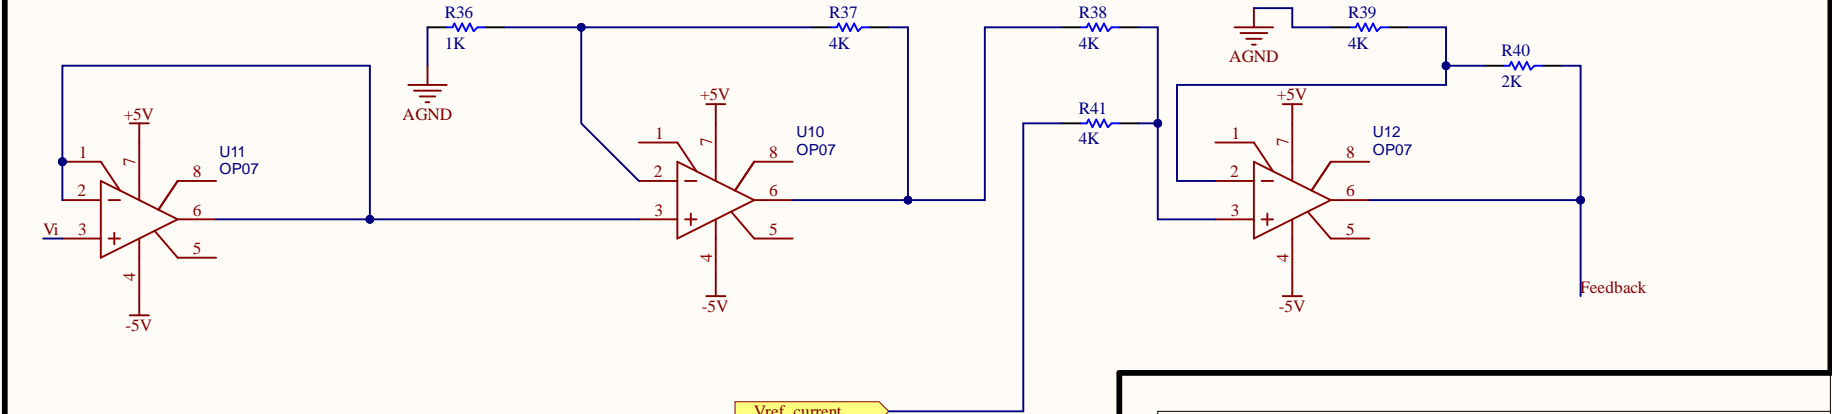 R36
1K
R37
4K
R38
4K
R39
4K
R40
2K
AGND
AGND
R41
4K
+5V
+5V
+5V
U11
OP07
U10
OP07
U12
OP07
1
7
8
2
6
Vi
3
5
4
-5V
1
7
8
2
6
3
5
4
-5V
1
7
8
2
6
3
5
4
-5V
Feedback
Vref_current